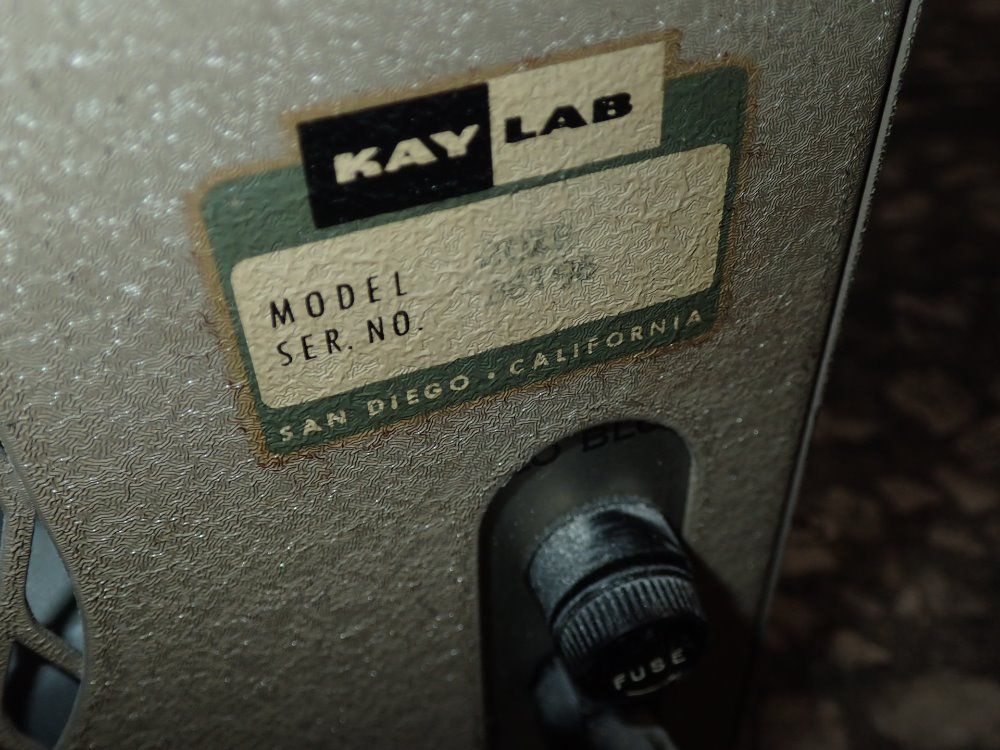 KAY LAB
MODEL
SER. NO.
SAN DIEGO • CALIFORNIA
FUSE